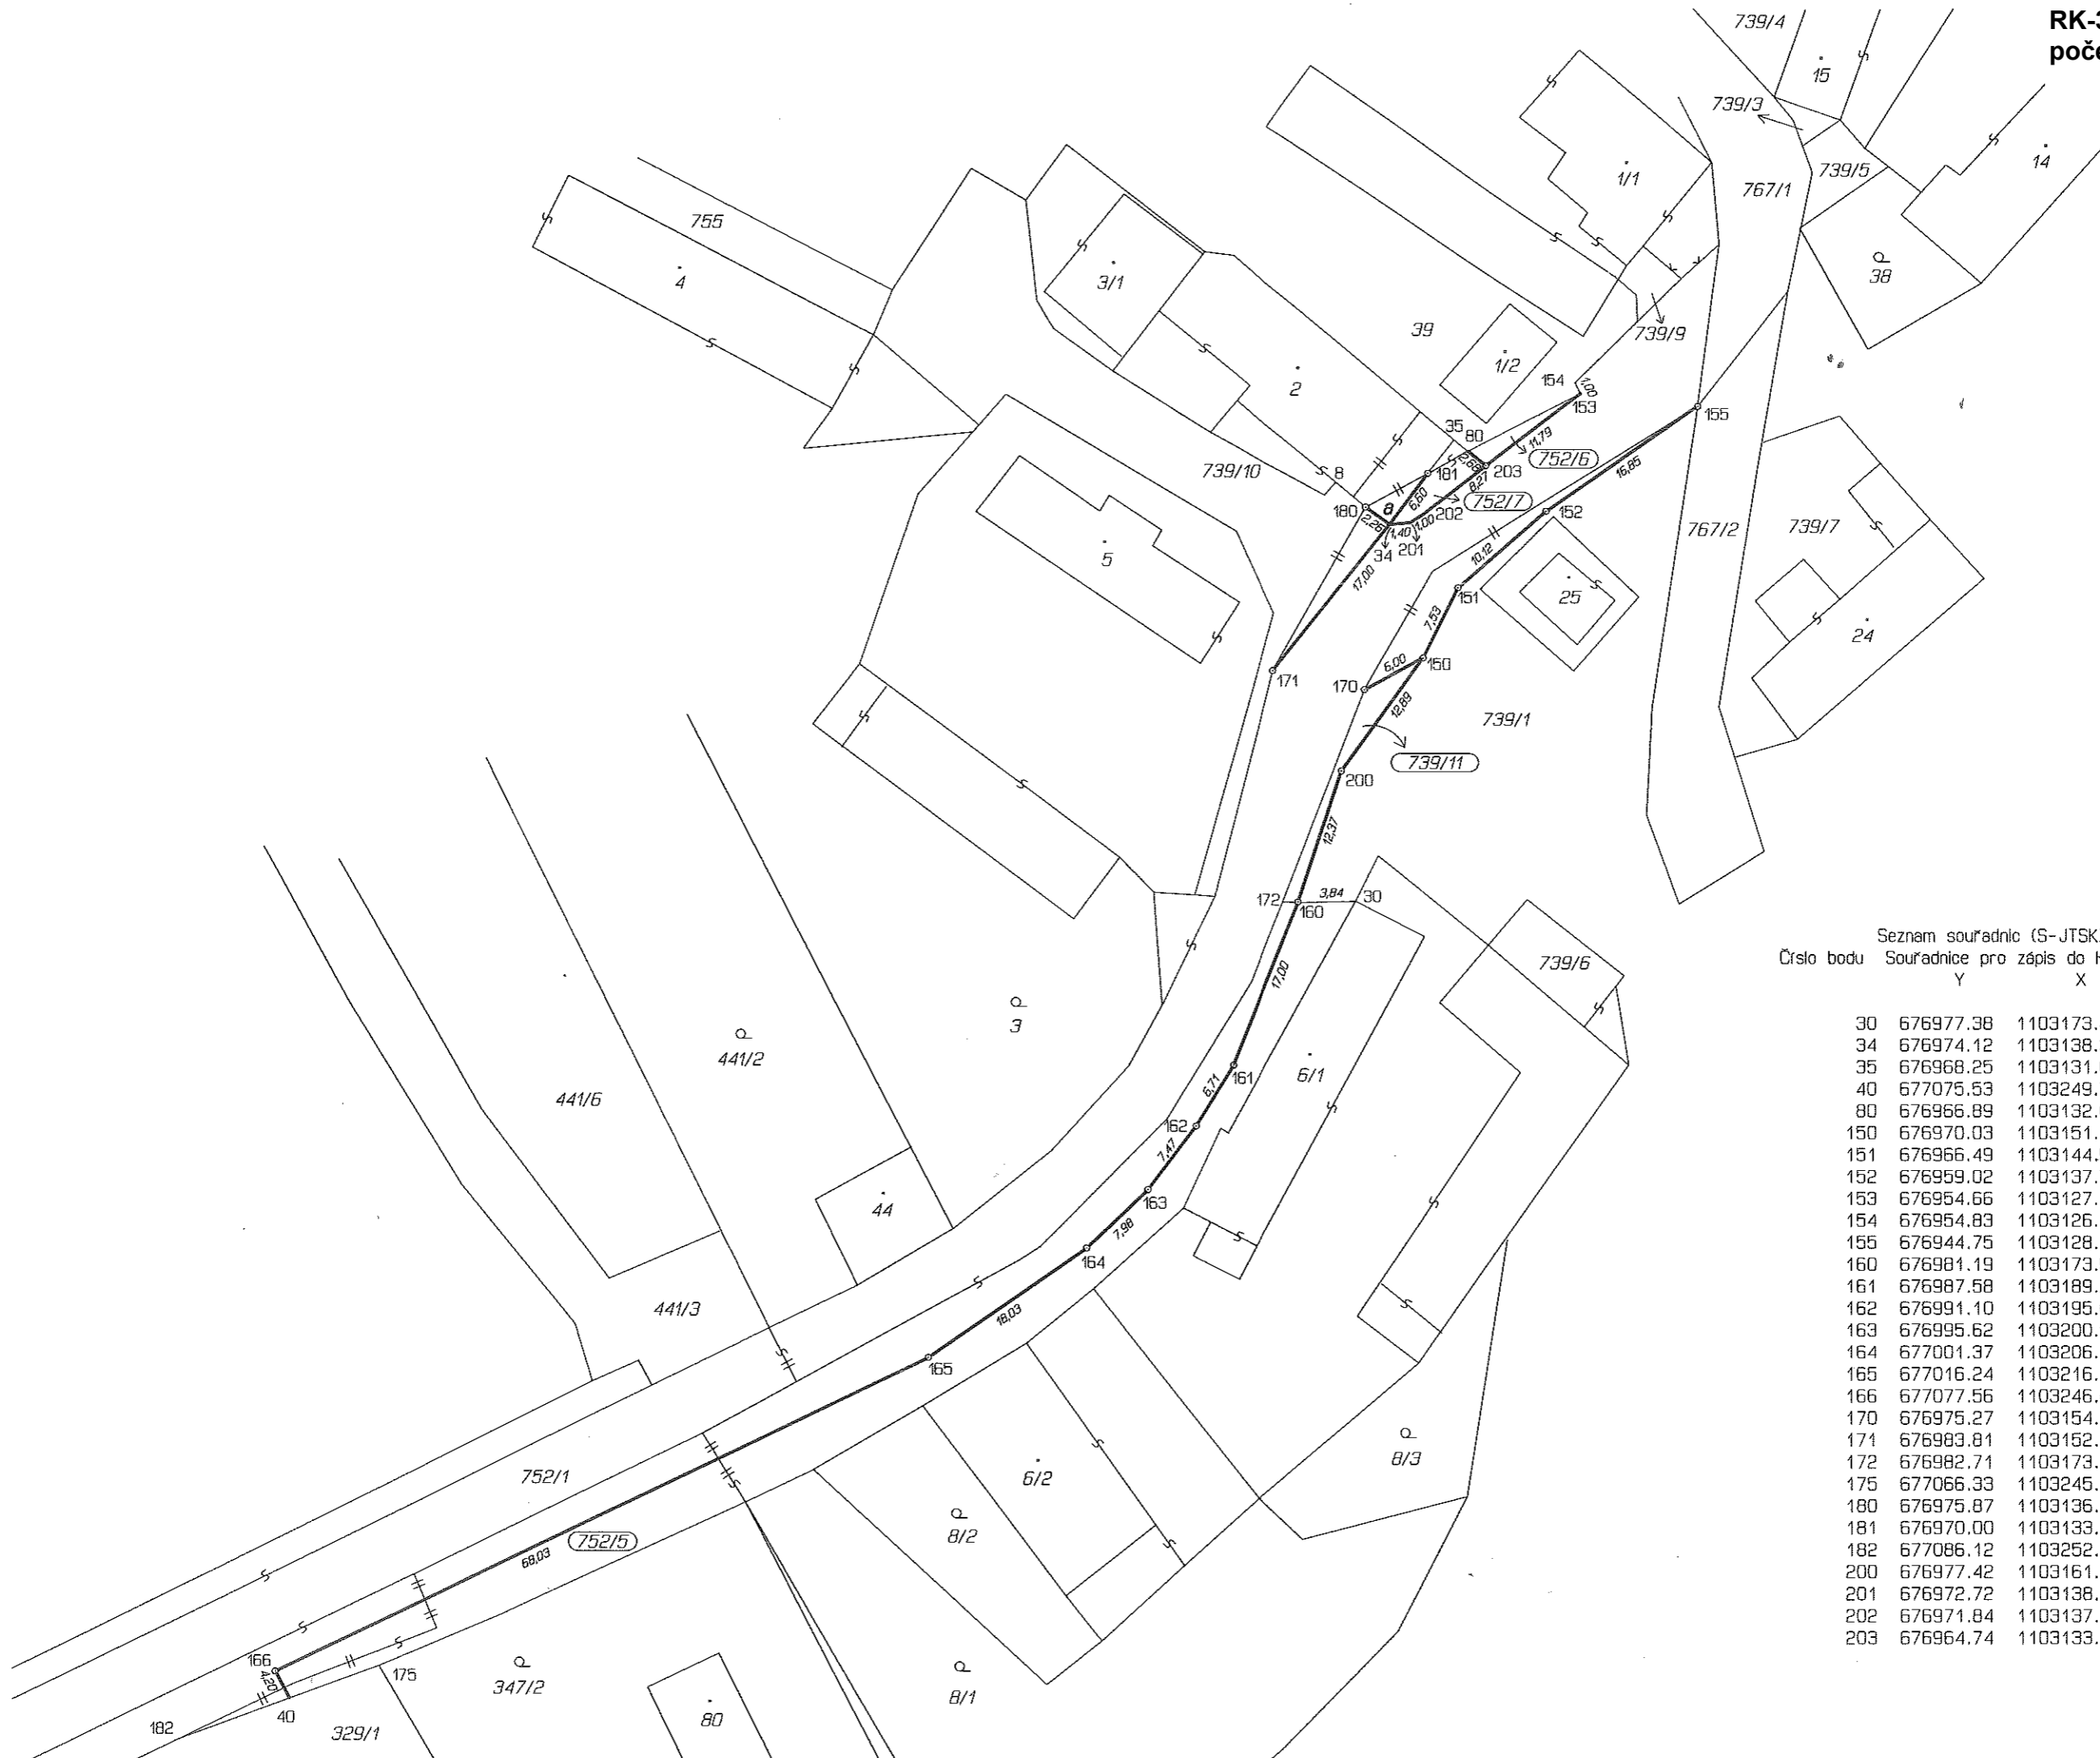 RK-3
poče
739/4
15
739/3
14
739/5
1/1
767/1
755
38
4
3/1
39
739/9
1/2
154
1,00
2
153
155
35
80
11,79
8
2,68
203
752/6
739/10
181
16,85
8,27
752/7
a
6,60
180
202
152
2,26
1,00
1,40
767/2
739/7
34
201
5
10,12
17,00
151
25
7,53
24
6,00
150
171
170
12,89
739/1
739/11
200
12,37
172
3,84
30
160
Seznam souřadnic (S-JTSK
Číslo bodu Souřadnice pro zápis do
Y X
30 676977.38 1103173.
34 676974.12 1103138.
35 676968.25 1103131.
40 677075.53 1103249.
80 676966.89 1103132.
150 676970.03 1103151.
151 676966.49 1103144.
152 676959.02 1103137.
153 676954.66 1103127.
154 676954.83 1103126.
155 676944.75 1103128.
160 676981.19 1103173.
161 676987.58 1103189.
162 676991.10 1103195.
163 676995.62 1103200.
164 677001.37 1103206.
165 677016.24 1103216.
166 677077.56 1103246.
170 676975.27 1103154.
171 676983.81 1103152.
172 676982.71 1103173.
175 677066.33 1103245.
180 676975.87 1103136.
181 676970.00 1103133.
182 677086.12 1103252.
200 676977.42 1103161.
201 676972.72 1103138.
202 676971.84 1103137.
203 676964.74 1103133.
739/6
17,00
3
441/2
6/1
161
441/6
6,71
162
7,47
163
44
7,98
164
441/3
18,03
165
8/3
752/1
6/2
8/2
752/5
68,03
166
4,20
175
347/2
8/1
40
182
329/1
80